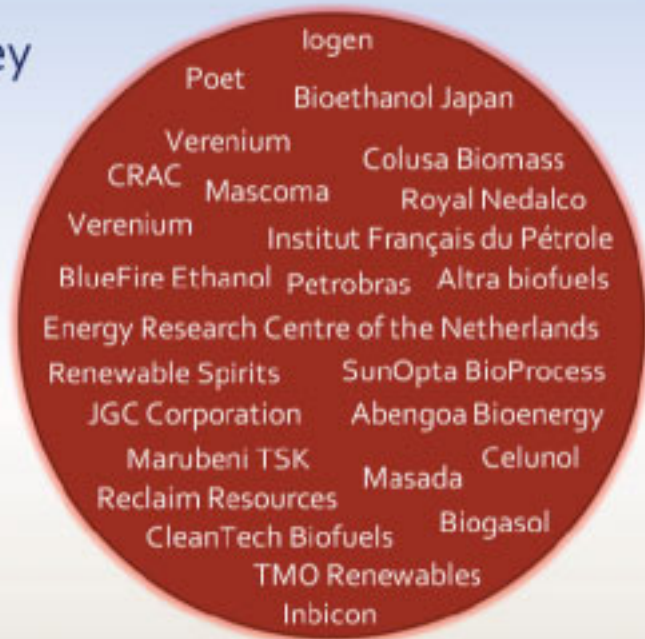 ey
Iogen
Poet
Bioethanol Japan
Verenium
Colusa Biomass
CRAC
Mascoma
Royal Nedalco
Verenium
Institut Français du Pétrole
BlueFire Ethanol
Petrobras
Altra biofuels
Energy Research Centre of the Netherlands
Renewable Spirits
SunOpta BioProcess
JGC Corporation
Abengoa Bioenergy
Marubeni TSK
Celunol
Masada
Reclaim Resources
Biogasol
CleanTech Biofuels
TMO Renewables
Inbicon